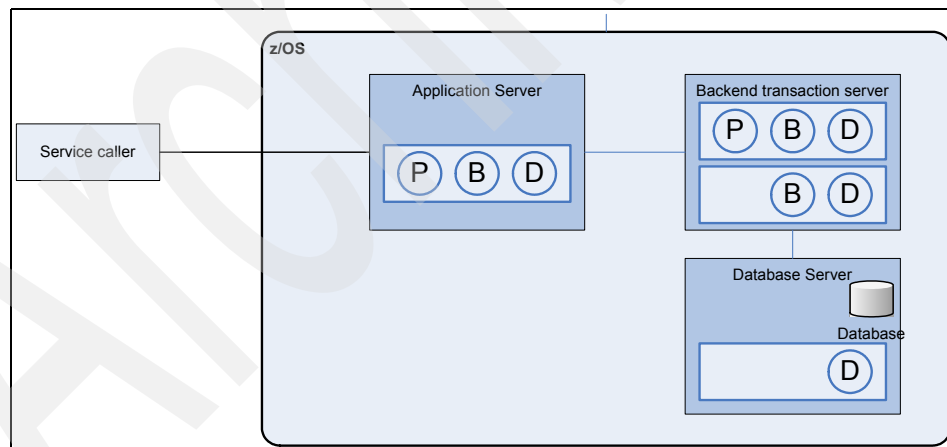 z/OS
Application Server
Backend transaction server
P B D
Service caller
P B D
B D
Database Server
Database
D